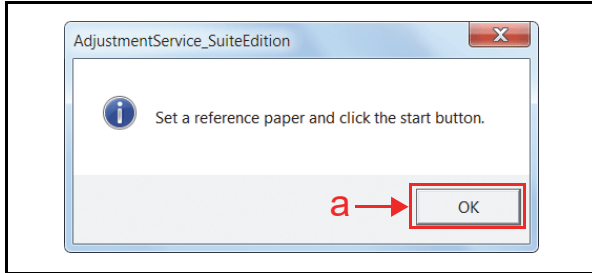 AdjustmentService_SuiteEdition
Set a reference paper and click the start button.
a
OK